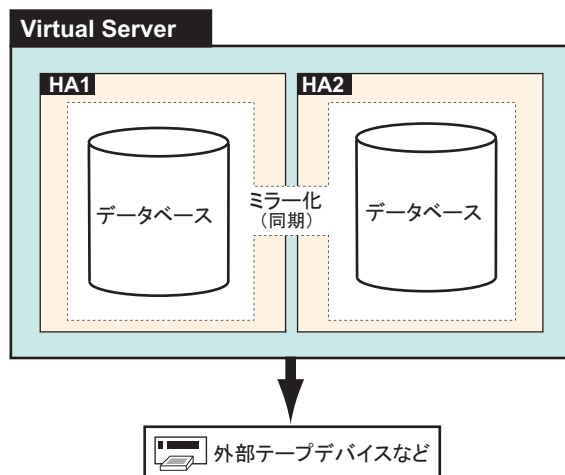 Virtual Server
HA1
HA2
データベース
ミラー化
(同期)
データベース
外部テープデバイスなど